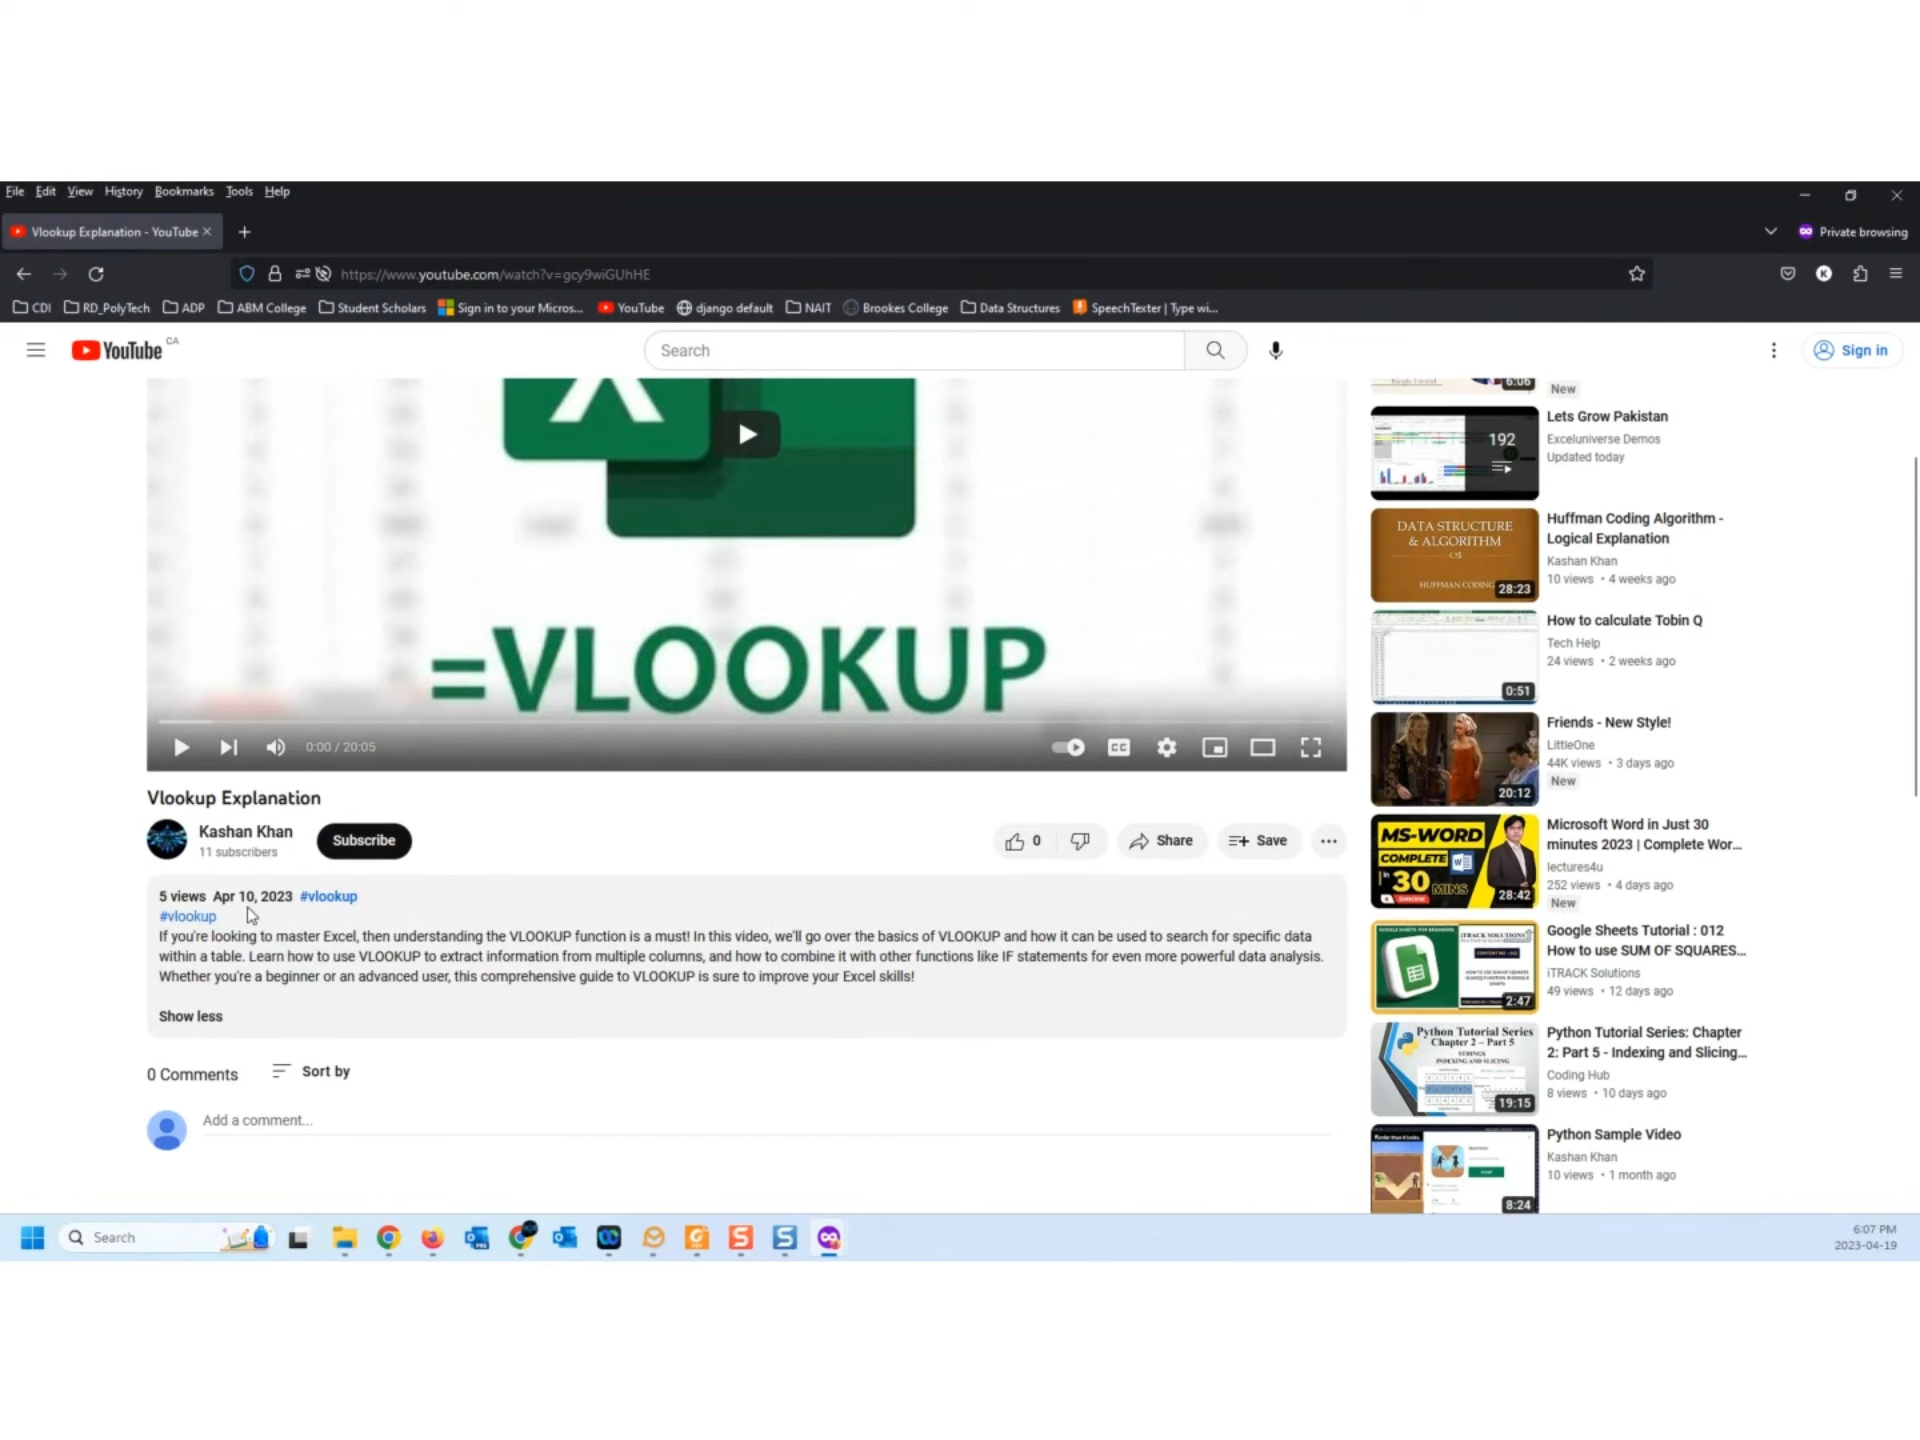 File Edit View History Bookmarks Tools Help
Vlookup Explanation - YouTube
Private browsing
https://www.youtube.com/watch?v=gcy9wiGUhHE
CDI RD_PolyTech ADP ABM College Student Scholars Sign in to your Micros... YouTube django default NAIT Brookes College Data Structures SpeechTexter | Type wi...
YouTube CA
Search
Sign in
=VLOOKUP
0:00 / 20:05
CC
Vlookup Explanation
Kashan Khan
11 subscribers
Subscribe
0
Share
Save
5 views Apr 10, 2023 #vlookup
#vlookup
If you're looking to master Excel, then understanding the VLOOKUP function is a must! In this video, we'll go over the basics of VLOOKUP and how it can be used to search for specific data
within a table. Learn how to use VLOOKUP to extract information from multiple columns, and how to combine it with other functions like IF statements for even more powerful data analysis.
Whether you're a beginner or an advanced user, this comprehensive guide to VLOOKUP is sure to improve your Excel skills!
Show less
0 Comments
Sort by
Add a comment...
6:06
New
192
Lets Grow Pakistan
Exceluniverse Demos
Updated today
DATA STRUCTURE
& ALGORITHM
HUFFMAN CODING
28:23
Huffman Coding Algorithm -
Logical Explanation
Kashan Khan
10 views • 4 weeks ago
0:51
How to calculate Tobin Q
Tech Help
24 views • 2 weeks ago
20:12
Friends - New Style!
LittleOne
44K views • 3 days ago
New
MS-WORD
COMPLETE
in 30 MINS
28:42
Microsoft Word in Just 30
minutes 2023 | Complete Wor...
lectures4u
252 views • 4 days ago
New
2:47
Google Sheets Tutorial : 012
How to use SUM OF SQUARES...
iTRACK Solutions
49 views • 12 days ago
Python Tutorial Series
Chapter 2 – Part 5
STRINGS
INDEXING AND SLICING
19:15
Python Tutorial Series: Chapter
2: Part 5 - Indexing and Slicing...
Coding Hub
8 views • 10 days ago
8:24
Python Sample Video
Kashan Khan
10 views • 1 month ago
Search
6:07 PM
2023-04-19